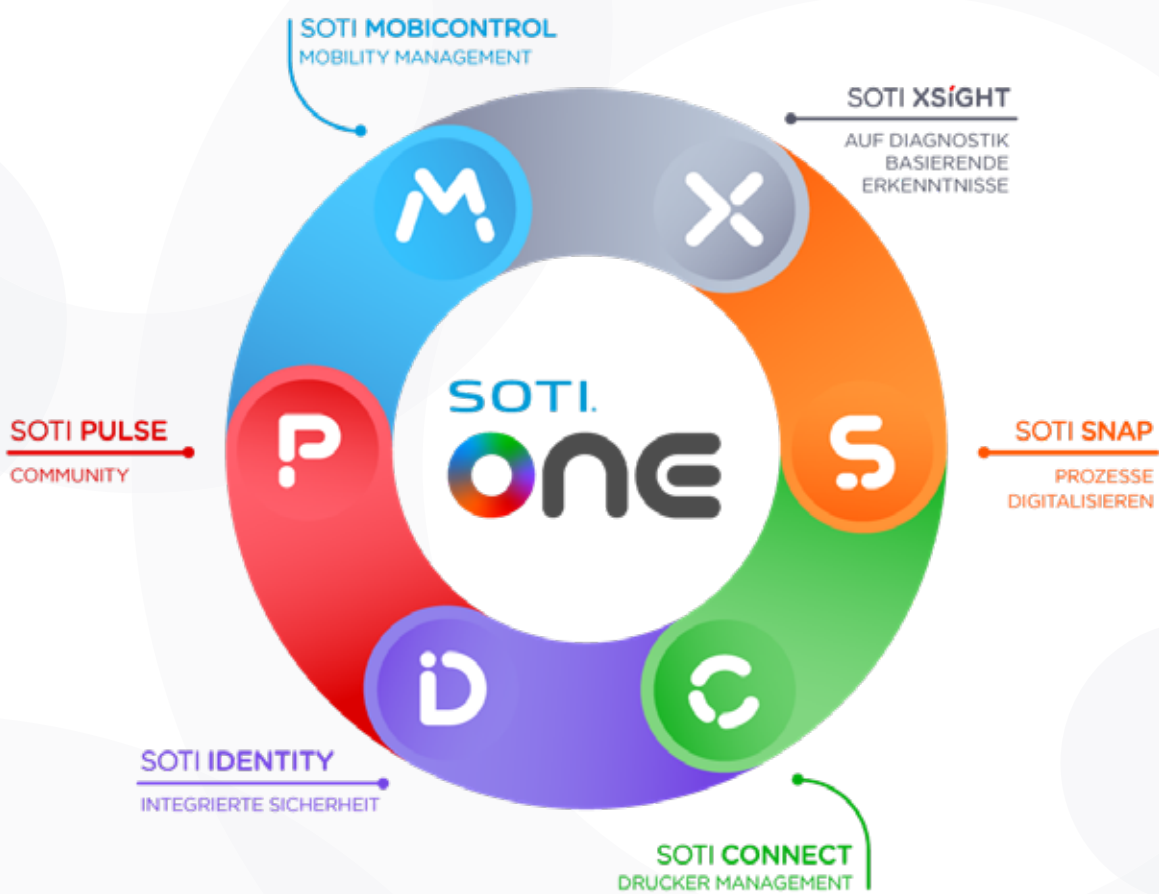 SOTI MOBICONTROL
MOBILITY MANAGEMENT
SOTI XSiGHT
AUF DIAGNOSTIK
BASIERENDE
ERKENNTNISSE
M
X
SOTI.
ONE
SOTI PULSE
COMMUNITY
P
S
SOTI SNAP
PROZESSE
DIGITALISIEREN
iD
C
SOTI IDENTITY
INTEGRIERTE SICHERHEIT
SOTI CONNECT
DRUCKER MANAGEMENT